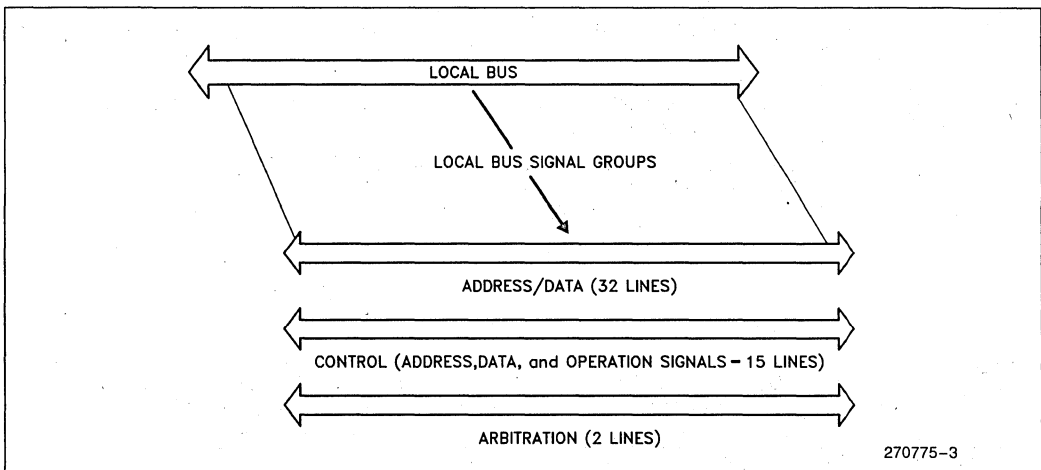 LOCAL BUS
LOCAL BUS SIGNAL GROUPS
ADDRESS/DATA (32 LINES)
CONTROL (ADDRESS,DATA, and OPERATION SIGNALS – 15 LINES)
ARBITRATION (2 LINES)
270775–3